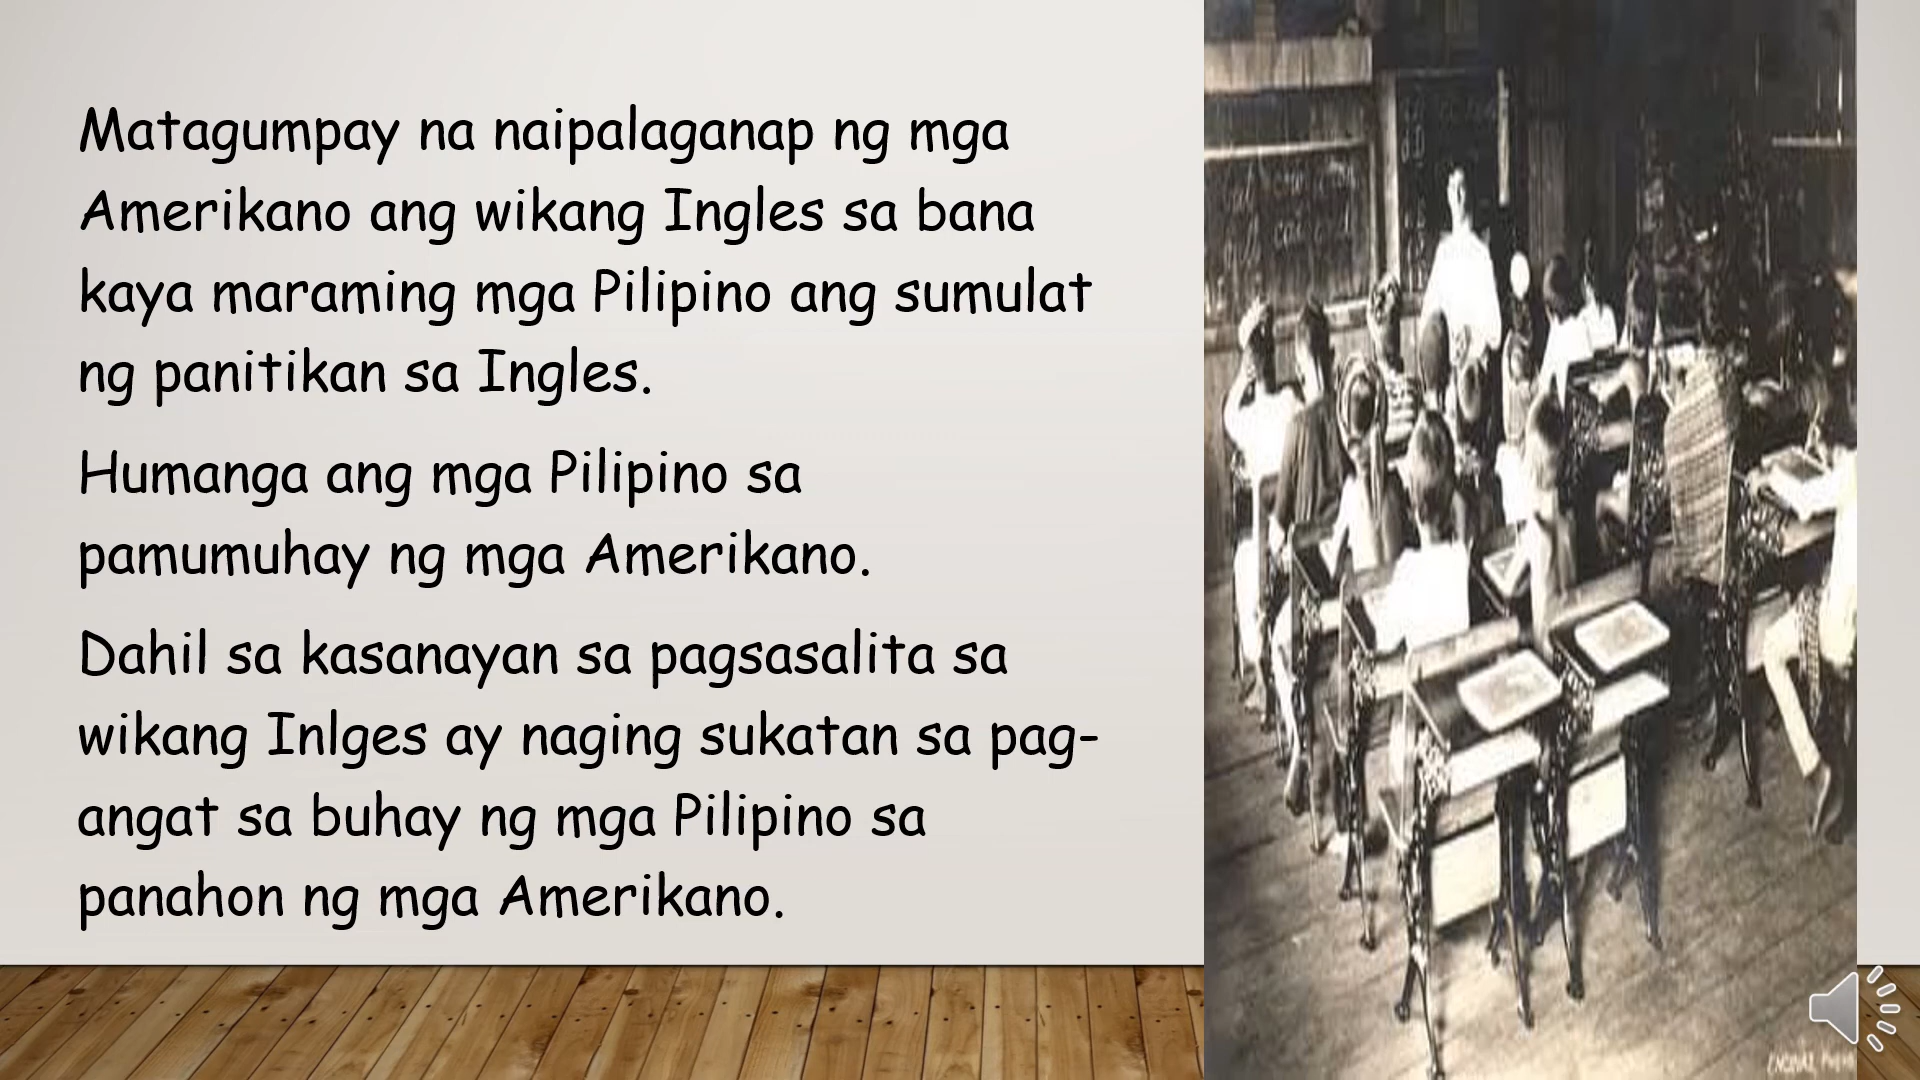 Matagumpay na naipalaganap ng mga
Amerikano ang wikang Ingles sa bana
kaya maraming mga Pilipino ang sumulat
ng panitikan sa Ingles.
Humanga ang mga Pilipino sa
pamumuhay ng mga Amerikano.
Dahil sa kasanayan sa pagsasalita sa
wikang Inlges ay naging sukatan sa pag-
angat sa buhay ng mga Pilipino sa
panahon ng mga Amerikano.